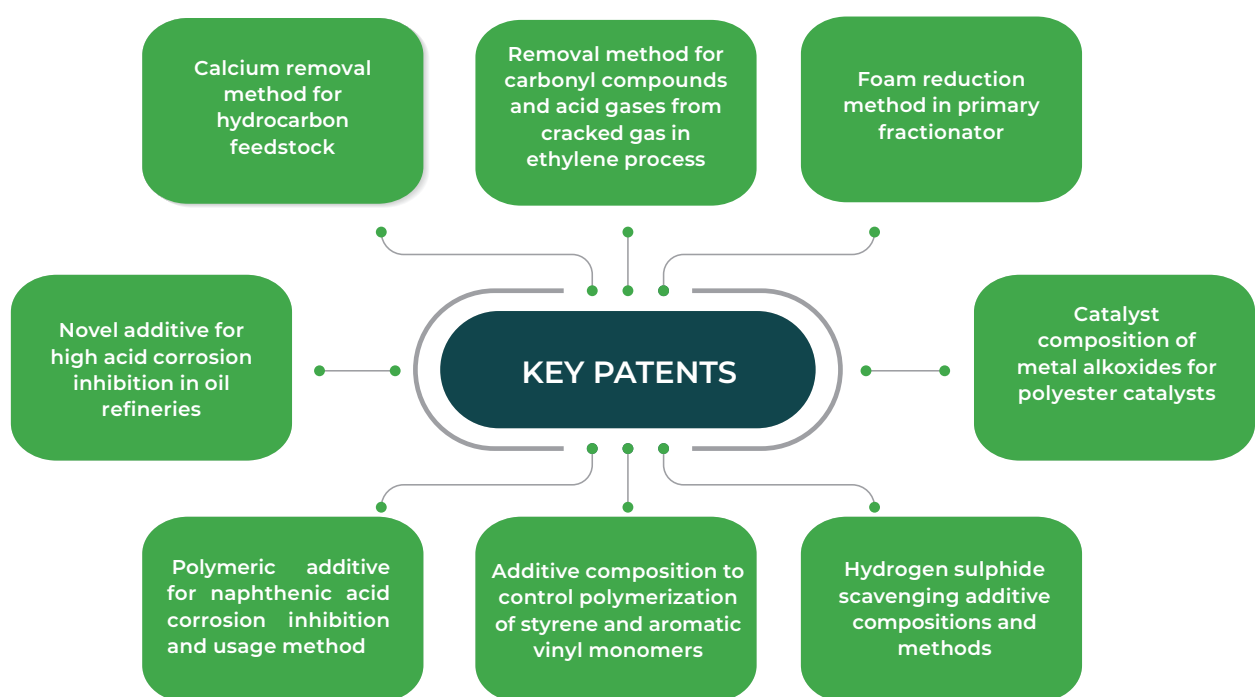 Calcium removal
method for
hydrocarbon
feedstock
Removal method for
carbonyl compounds
and acid gases from
cracked gas in
ethylene process
Foam reduction
method in primary
fractionator
Novel additive for
high acid corrosion
inhibition in oil
refineries
KEY PATENTS
Catalyst
composition of
metal alkoxides for
polyester catalysts
Polymeric additive
for naphthenic acid
corrosion inhibition
and usage method
Additive composition to
control polymerization
of styrene and aromatic
vinyl monomers
Hydrogen sulphide
scavenging additive
compositions and
methods